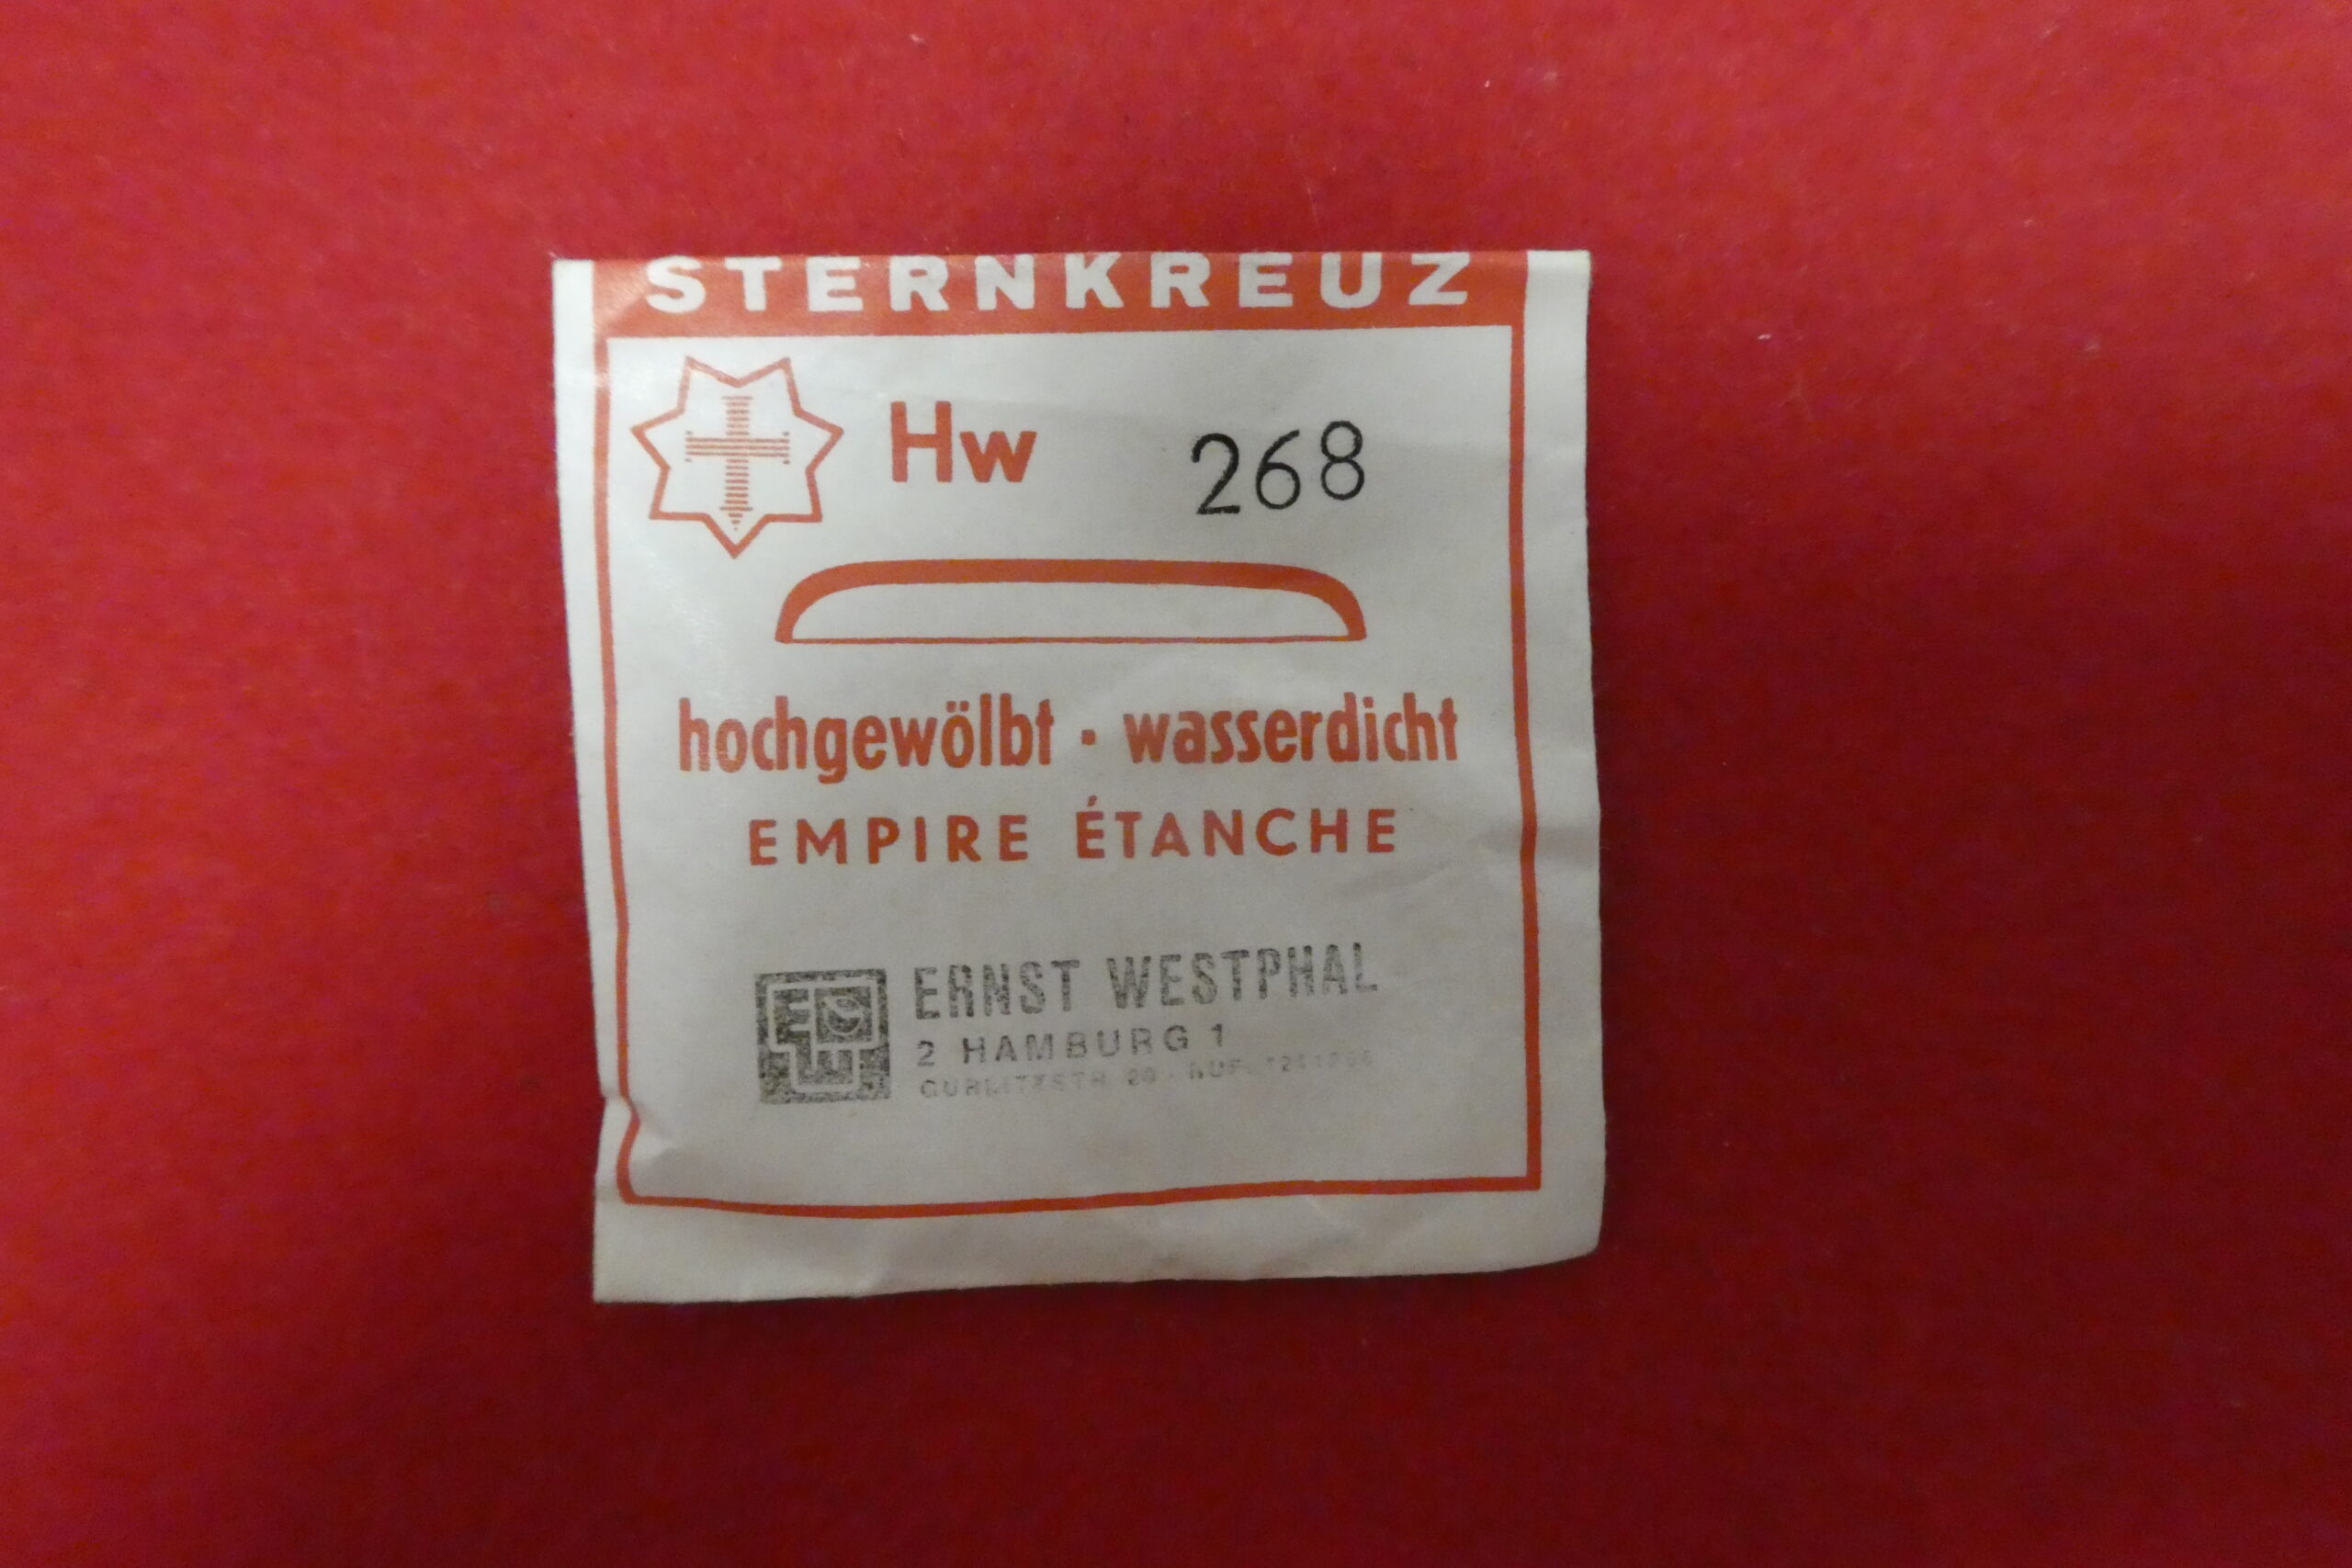 STERNKREUZ
Hw 268
hochgewölbt · wasserdicht
EMPIRE ÉTANCHE
ERNST WESTPHAL
2 HAMBURG 1